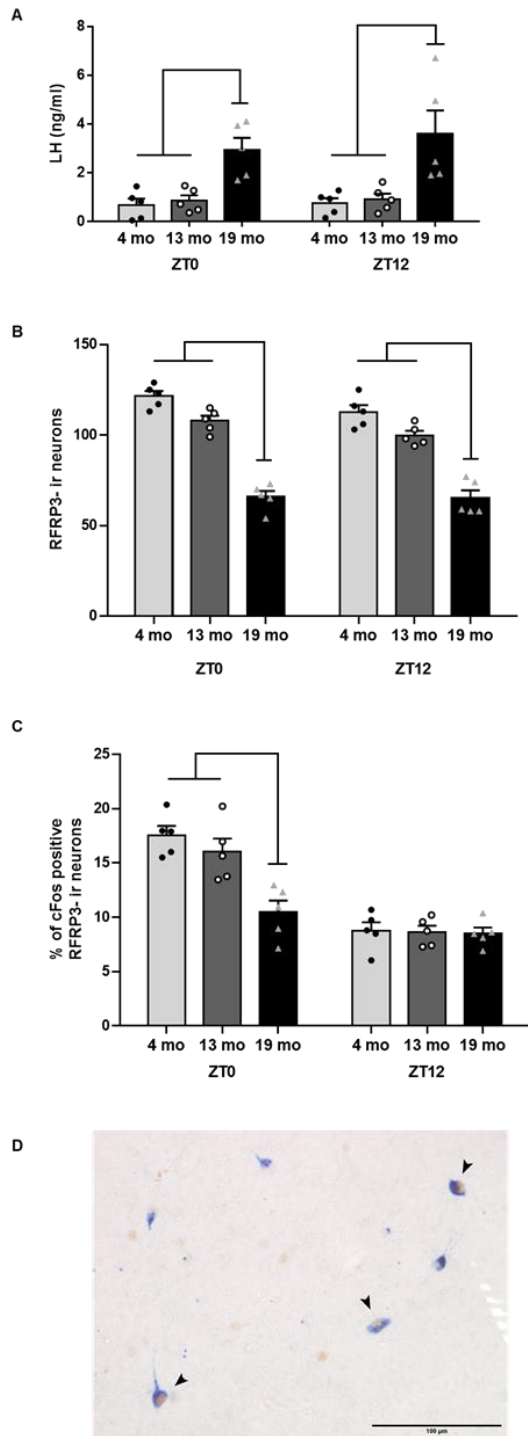 A
LH (ng/ml)
8
6
4
2
0
4 mo 13 mo 19 mo 4 mo 13 mo 19 mo
ZT0 ZT12
B
RFRP3- ir neurons
150
100
50
0
4 mo 13 mo 19 mo 4 mo 13 mo 19 mo
ZT0 ZT12
C
% of cFos positive
RFRP3- ir neurons
25
20
15
10
5
0
4 mo 13 mo 19 mo 4 mo 13 mo 19 mo
ZT0 ZT12
D
100 µm